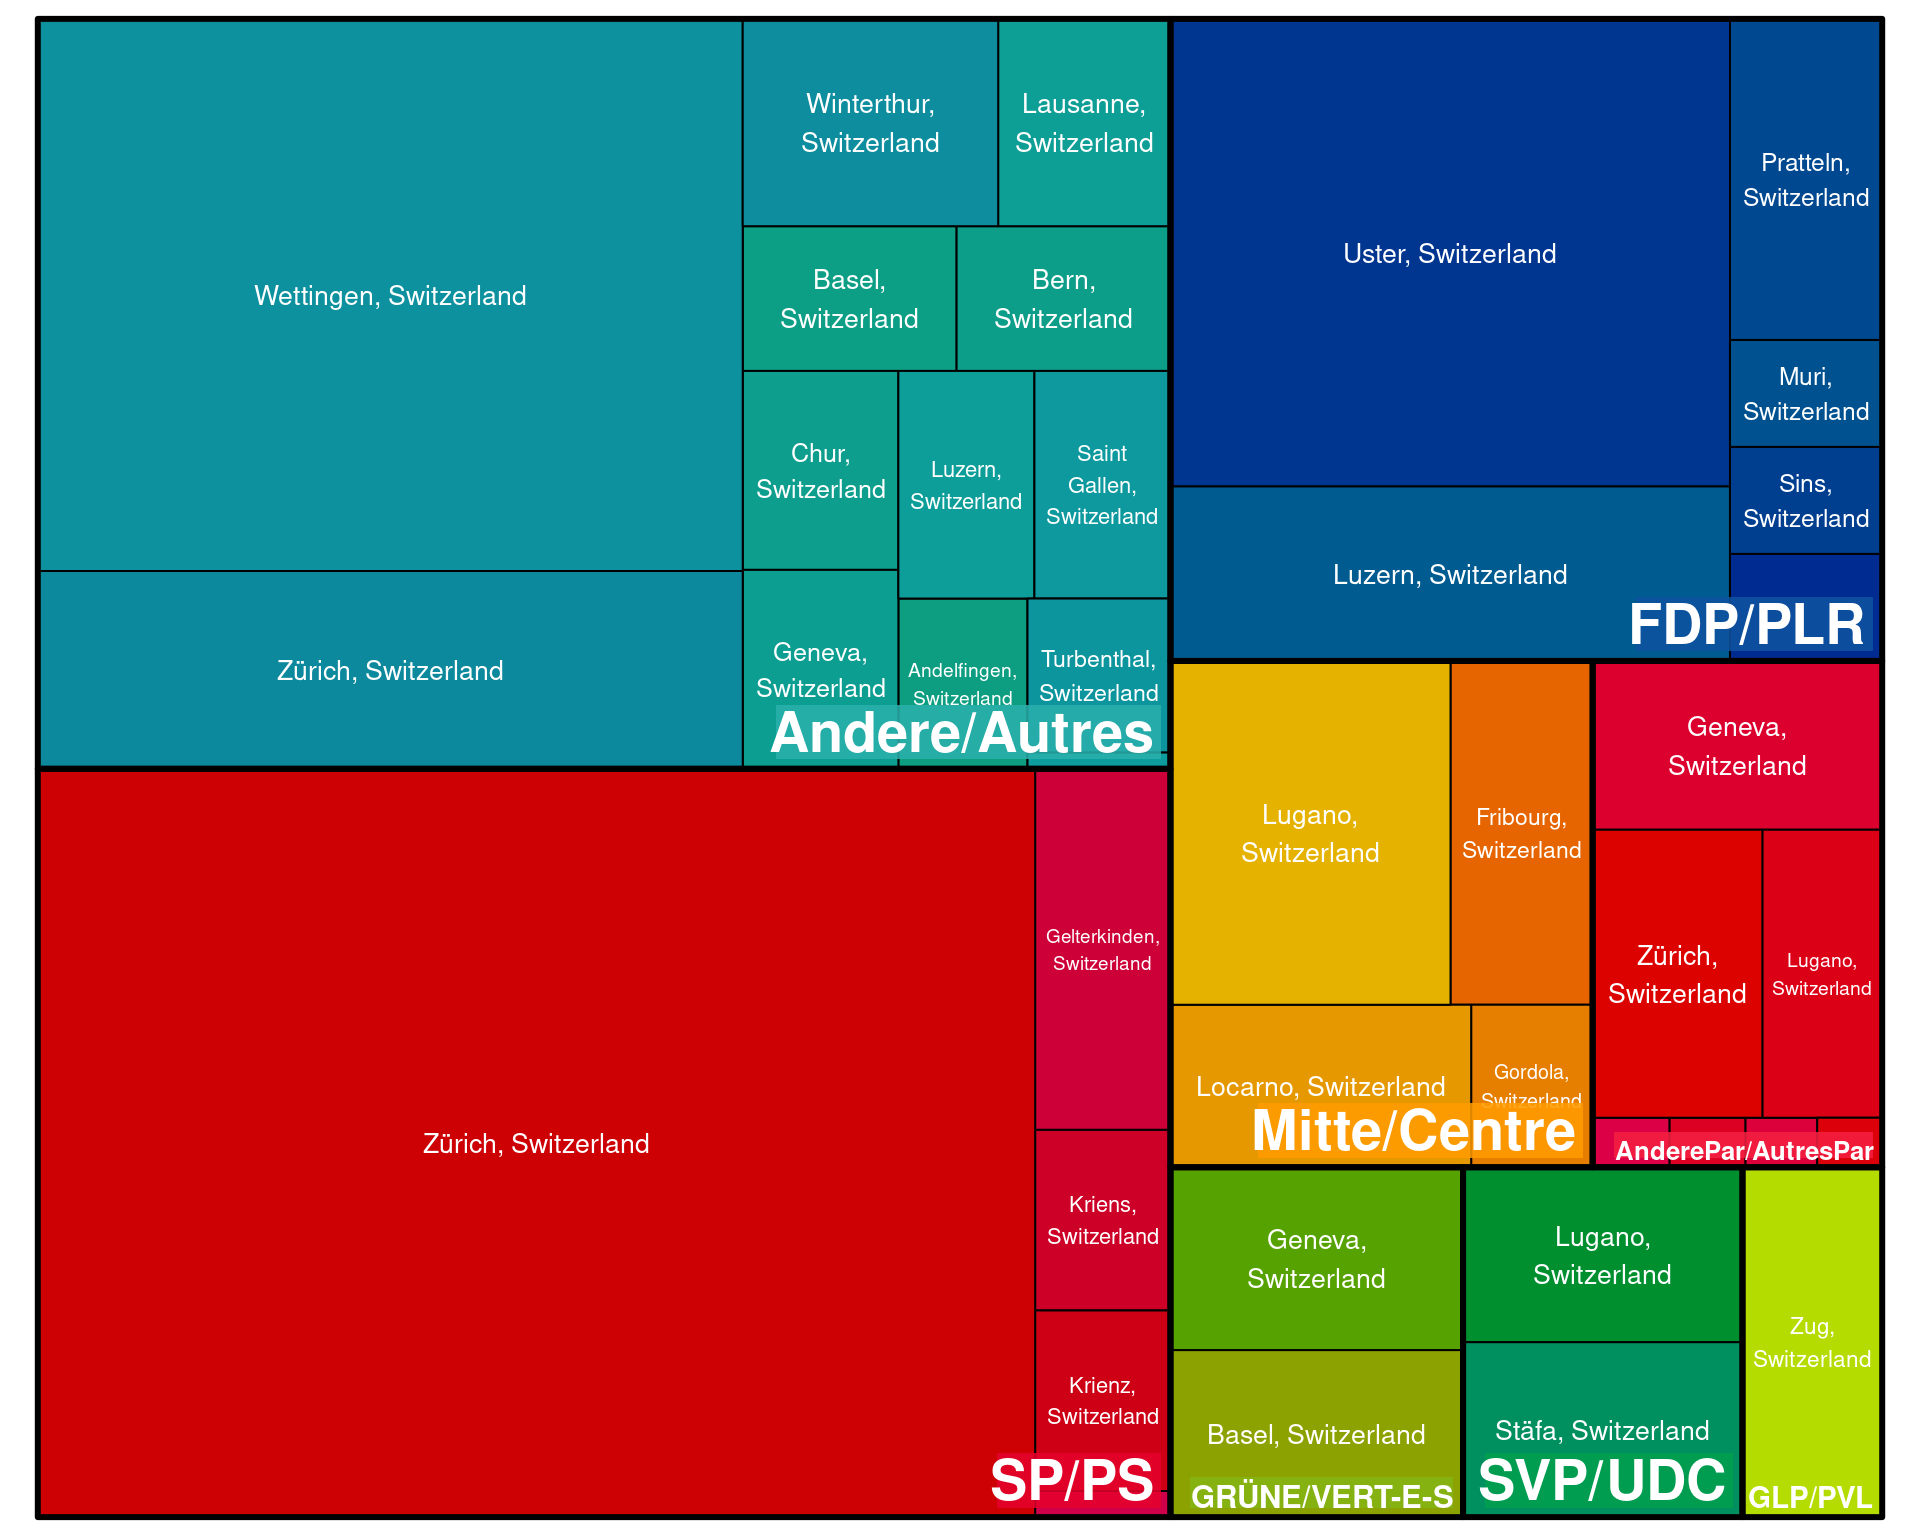 Wettingen, Switzerland
Zürich, Switzerland
Winterthur,
Switzerland
Lausanne,
Switzerland
Basel,
Switzerland
Bern,
Switzerland
Chur,
Switzerland
Luzern,
Switzerland
Saint
Gallen,
Switzerland
Geneva,
Switzerland
Andelfingen,
Switzerland
Turbenthal,
Switzerland
Andere/Autres
Zürich, Switzerland
Gelterkinden,
Switzerland
Kriens,
Switzerland
Krienz,
Switzerland
SP/PS
Uster, Switzerland
Pratteln,
Switzerland
Muri,
Switzerland
Sins,
Switzerland
Luzern, Switzerland
FDP/PLR
Lugano,
Switzerland
Fribourg,
Switzerland
Locarno, Switzerland
Gordola,
Switzerland
Mitte/Centre
Geneva,
Switzerland
Zürich,
Switzerland
Lugano,
Switzerland
AnderePar/AutresPar
Geneva,
Switzerland
Basel, Switzerland
GRÜNE/VERT-E-S
Lugano,
Switzerland
Stäfa, Switzerland
SVP/UDC
Zug,
Switzerland
GLP/PVL